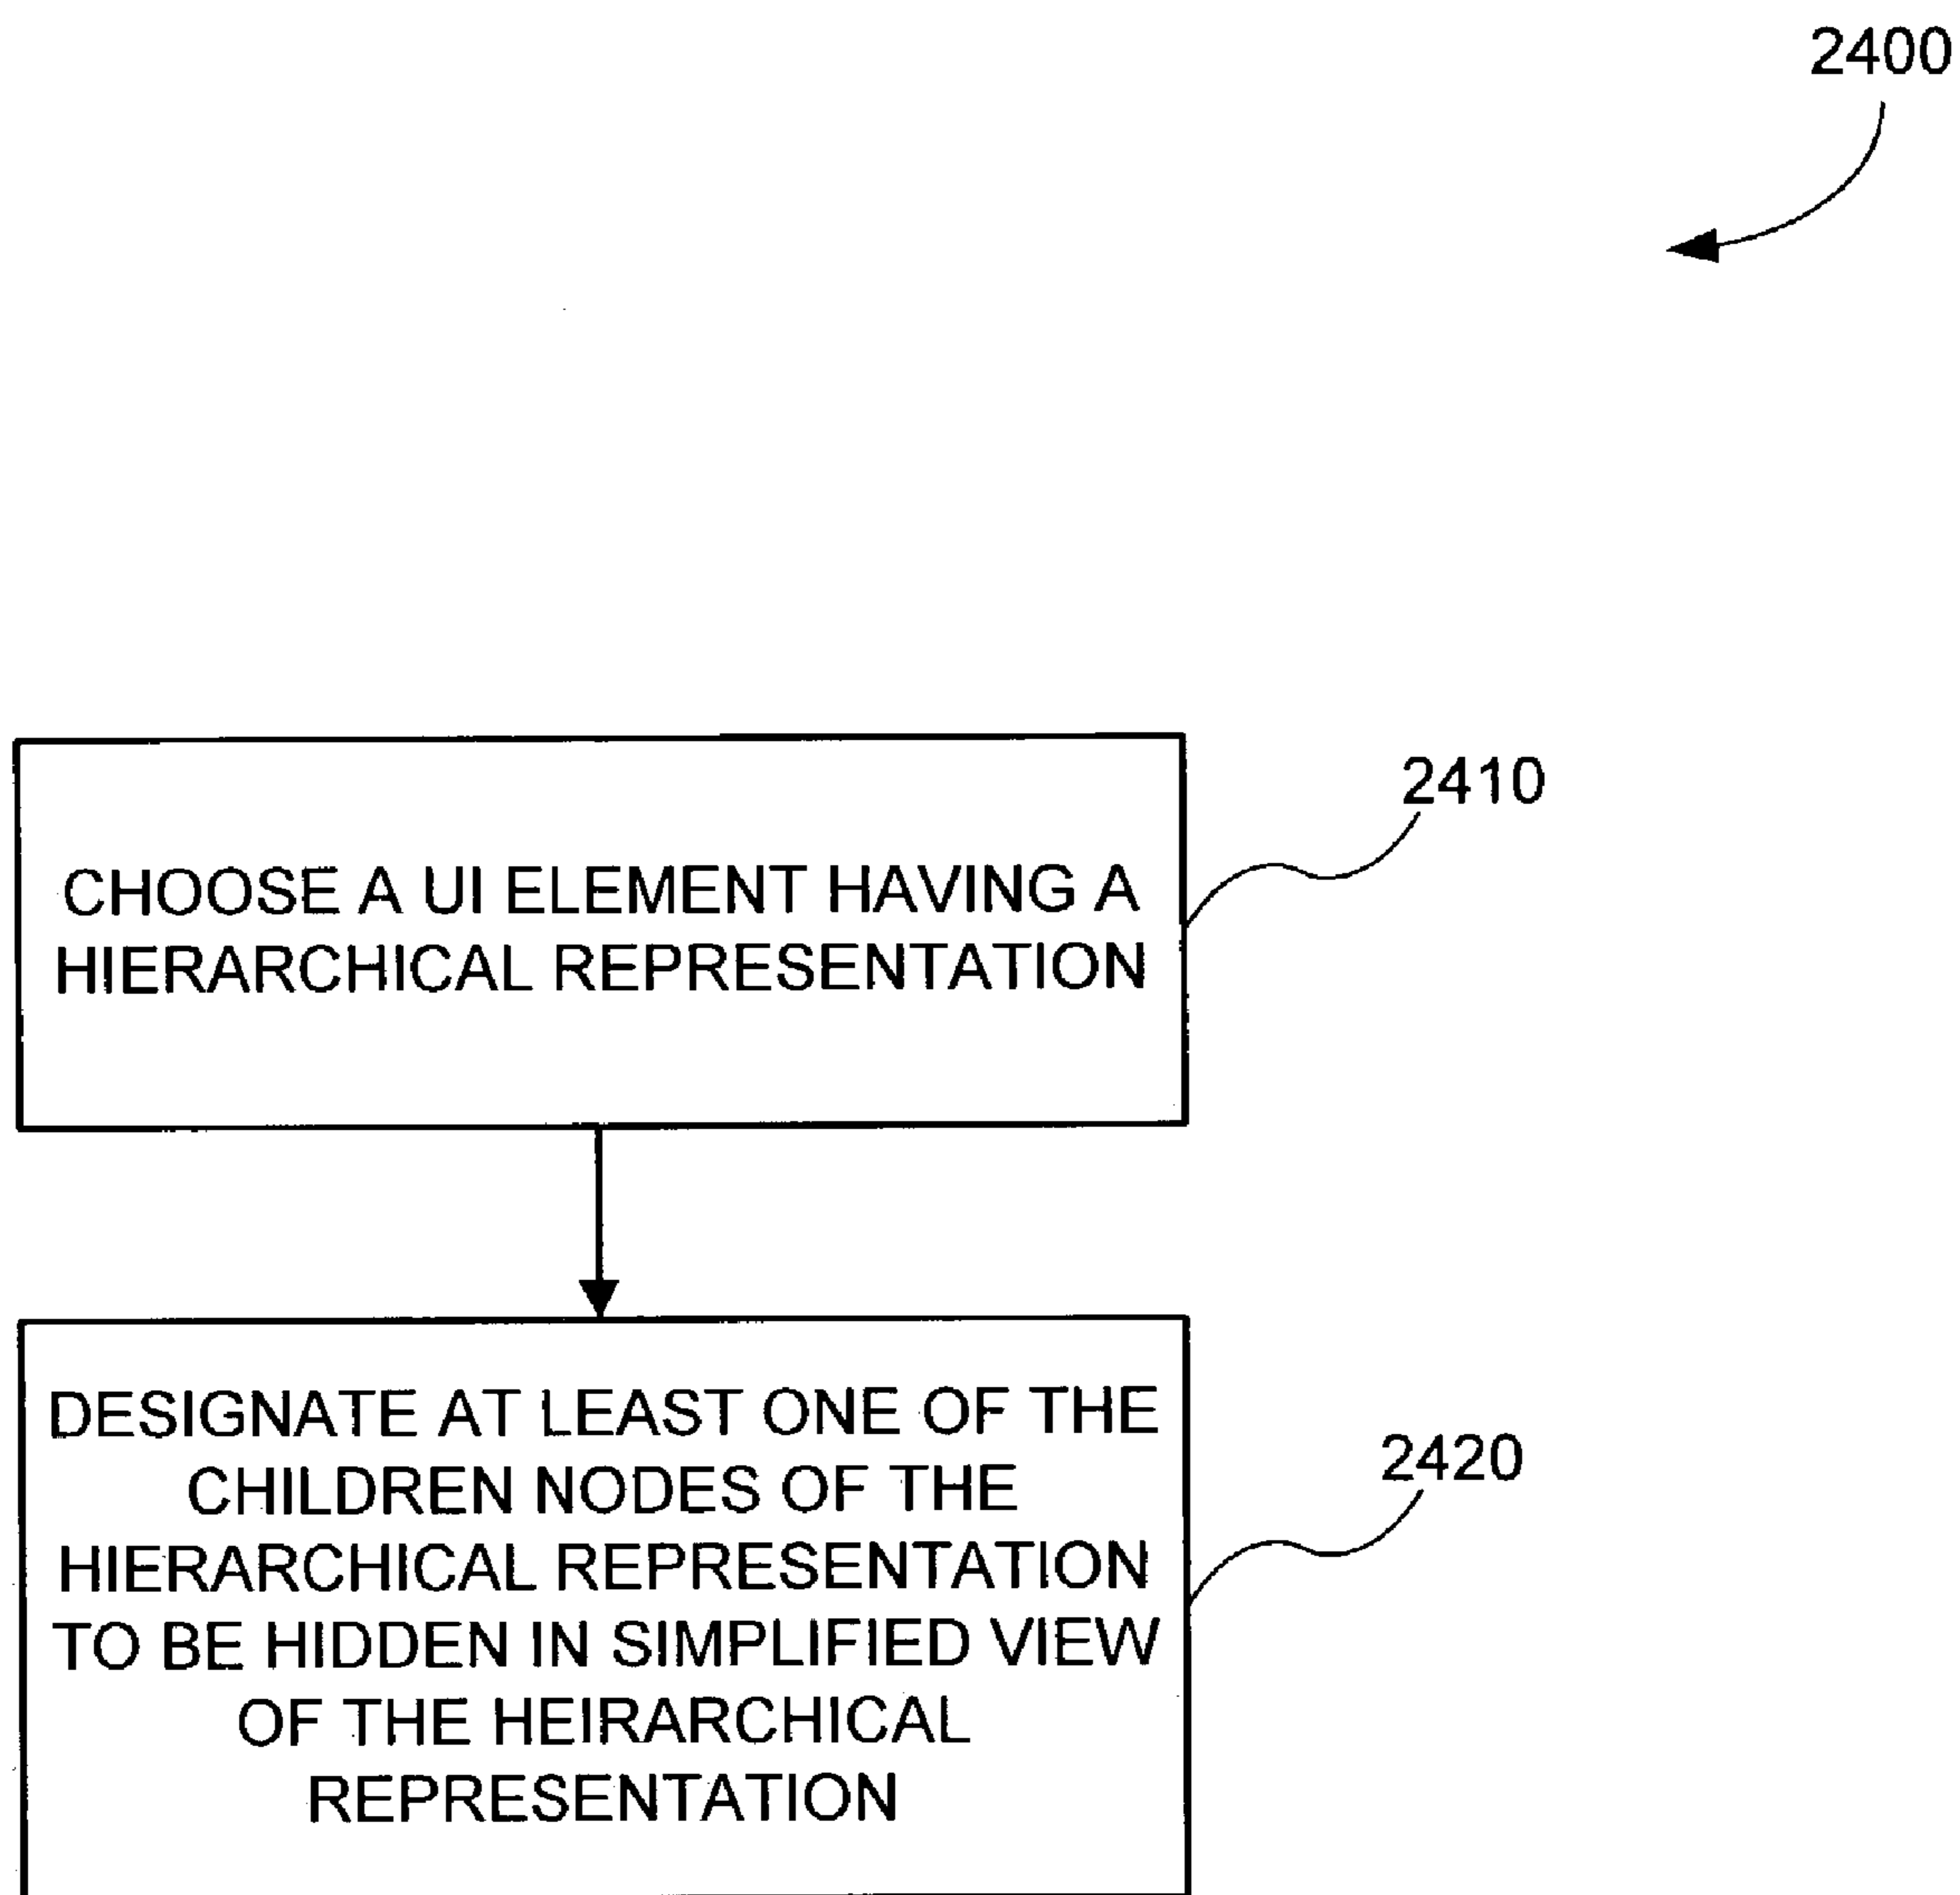 2400
2410
CHOOSE A UI ELEMENT HAVING A
HIERARCHICAL REPRESENTATION
DESIGNATE AT LEAST ONE OF THE
CHILDREN NODES OF THE
HIERARCHICAL REPRESENTATION
TO BE HIDDEN IN SIMPLIFIED VIEW
OF THE HEIRARCHICAL
REPRESENTATION
2420